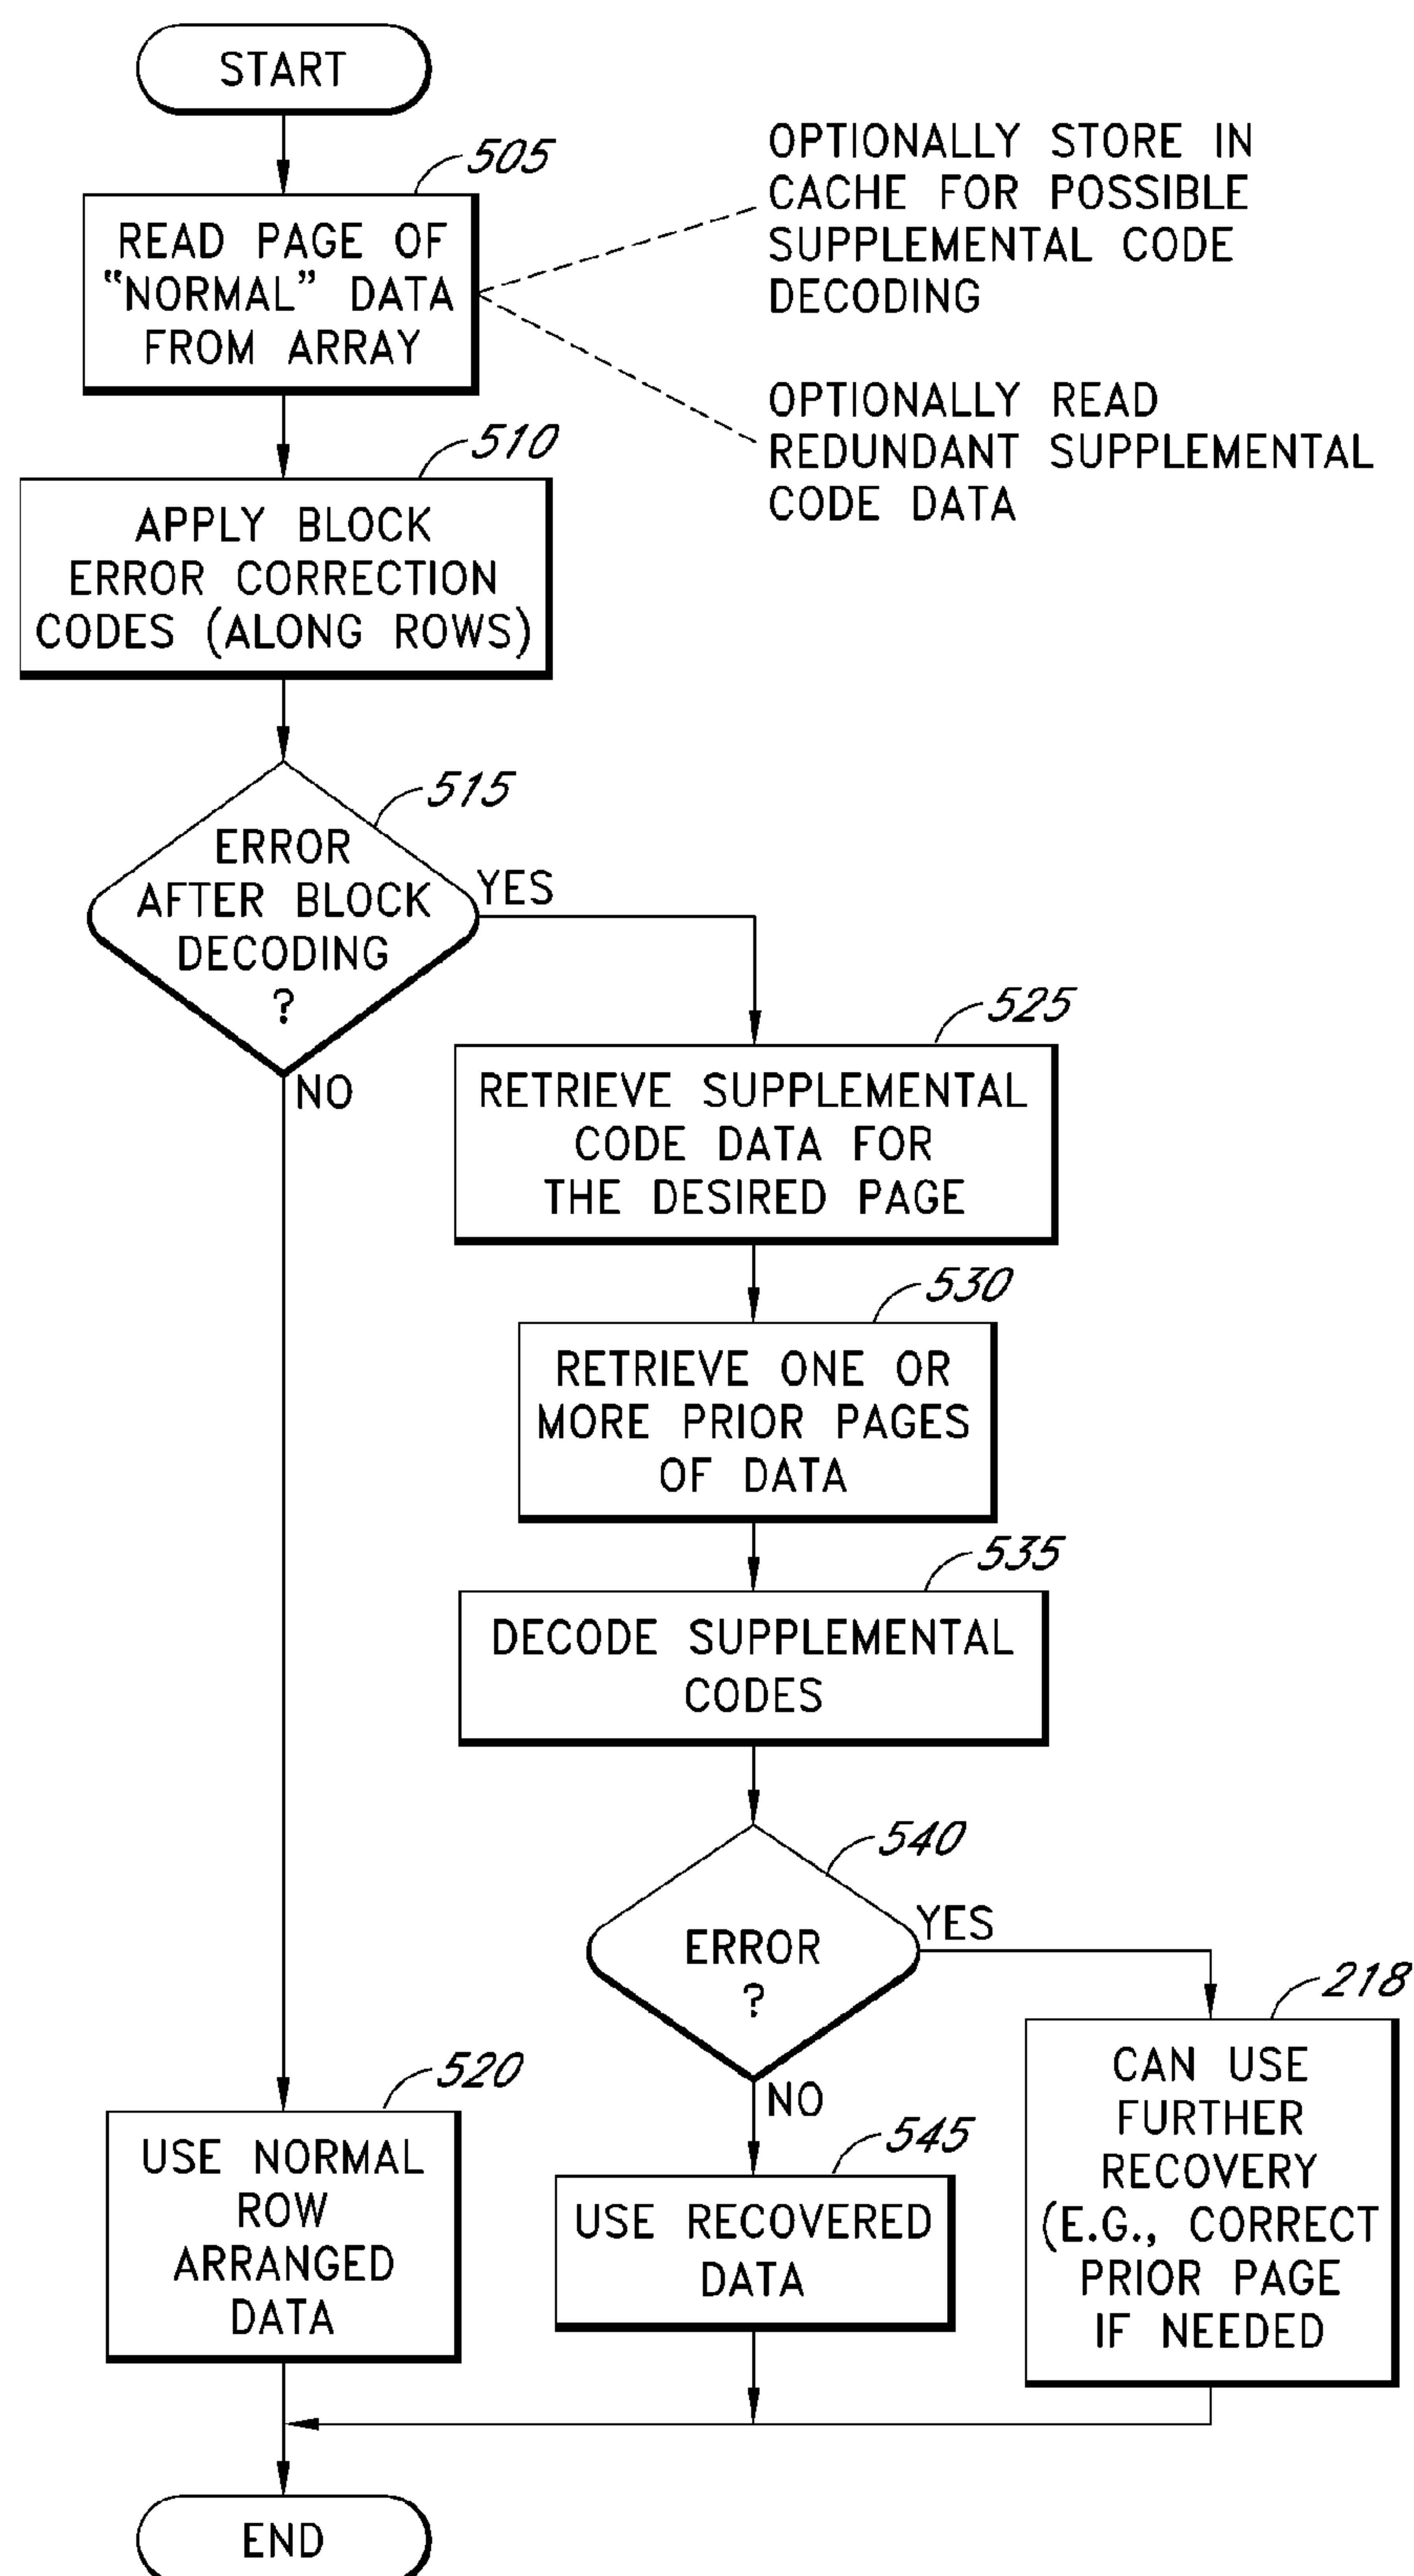 START
505
READ PAGE OF
“NORMAL” DATA
FROM ARRAY
OPTIONALLY STORE IN
CACHE FOR POSSIBLE
SUPPLEMENTAL CODE
DECODING
OPTIONALLY READ
REDUNDANT SUPPLEMENTAL
CODE DATA
510
APPLY BLOCK
ERROR CORRECTION
CODES (ALONG ROWS)
515
ERROR
AFTER BLOCK
DECODING
?
YES
NO
525
RETRIEVE SUPPLEMENTAL
CODE DATA FOR
THE DESIRED PAGE
530
RETRIEVE ONE OR
MORE PRIOR PAGES
OF DATA
535
DECODE SUPPLEMENTAL
CODES
540
ERROR
?
YES
NO
218
CAN USE
FURTHER
RECOVERY
(E.G., CORRECT
PRIOR PAGE
IF NEEDED
520
USE NORMAL
ROW
ARRANGED
DATA
545
USE RECOVERED
DATA
END